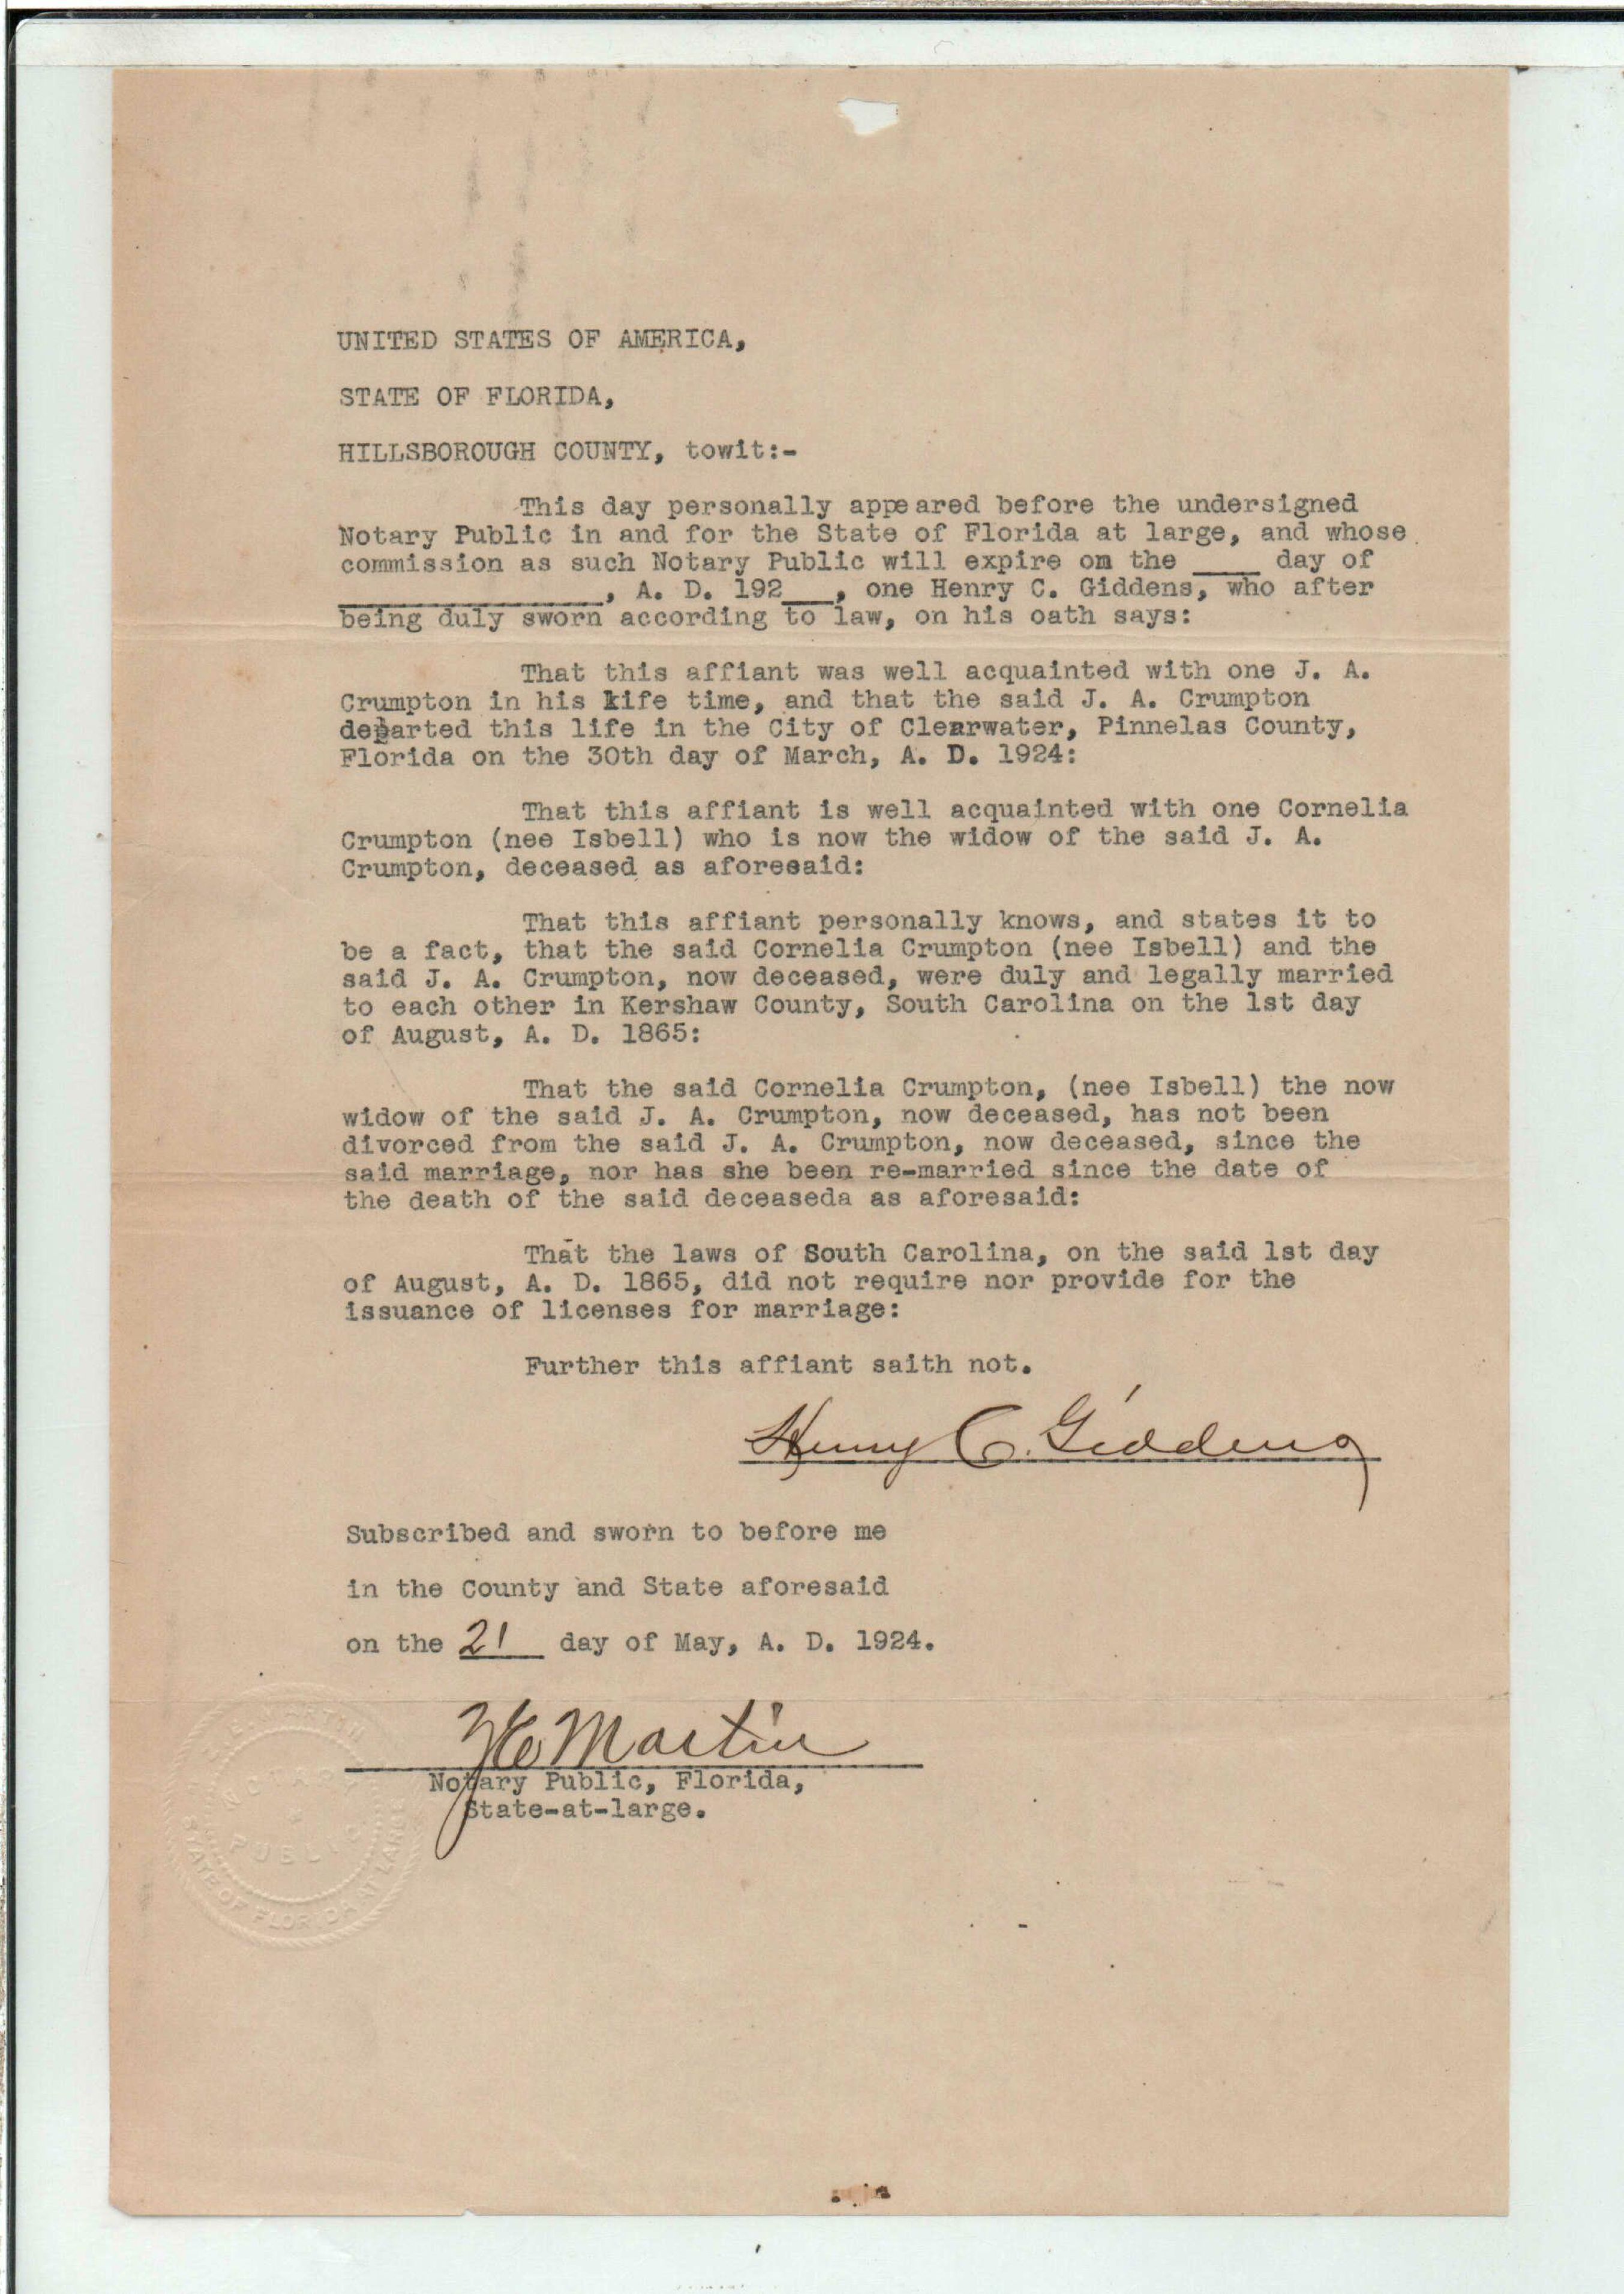 UNITED STATES OF AMERICA,
STATE OF FLORIDA,
HILLSBOROUGH COUNTY, towit:-
This day personally appeared before the undersigned
Notary Public in and for the State of Florida at large, and whose
commission as such Notary Public will expire on the ____ day of
________________, A. D. 192___, one Henry C. Giddens, who after
being duly sworn according to law, on his oath says:
That this affiant was well acquainted with one J. A.
Crumpton in his kife time, and that the said J. A. Crumpton
departed this life in the City of Clearwater, Pinnelas County,
Florida on the 30th day of March, A. D. 1924:
That this affiant is well acquainted with one Cornelia
Crumpton (nee Isbell) who is now the widow of the said J. A.
Crumpton, deceased as aforesaid:
That this affiant personally knows, and states it to
be a fact, that the said Cornelia Crumpton (nee Isbell) and the
said J. A. Crumpton, now deceased, were duly and legally married
to each other in Kershaw County, South Carolina on the 1st day
of August, A. D. 1865:
That the said Cornelia Crumpton, (nee Isbell) the now
widow of the said J. A. Crumpton, now deceased, has not been
divorced from the said J. A. Crumpton, now deceased, since the
said marriage, nor has she been re-married since the date of
the death of the said deceaseda as aforesaid:
That the laws of South Carolina, on the said 1st day
of August, A. D. 1865, did not require nor provide for the
issuance of licenses for marriage:
Further this affiant saith not.
Henry C. Giddens
Subscribed and sworn to before me
in the County and State aforesaid
on the 21 day of May, A. D. 1924.
Martin
Notary Public, Florida,
State-at-large.
E. MARTIN
NOTARY
PUBLIC
STATE OF FLORIDA AT LARGE